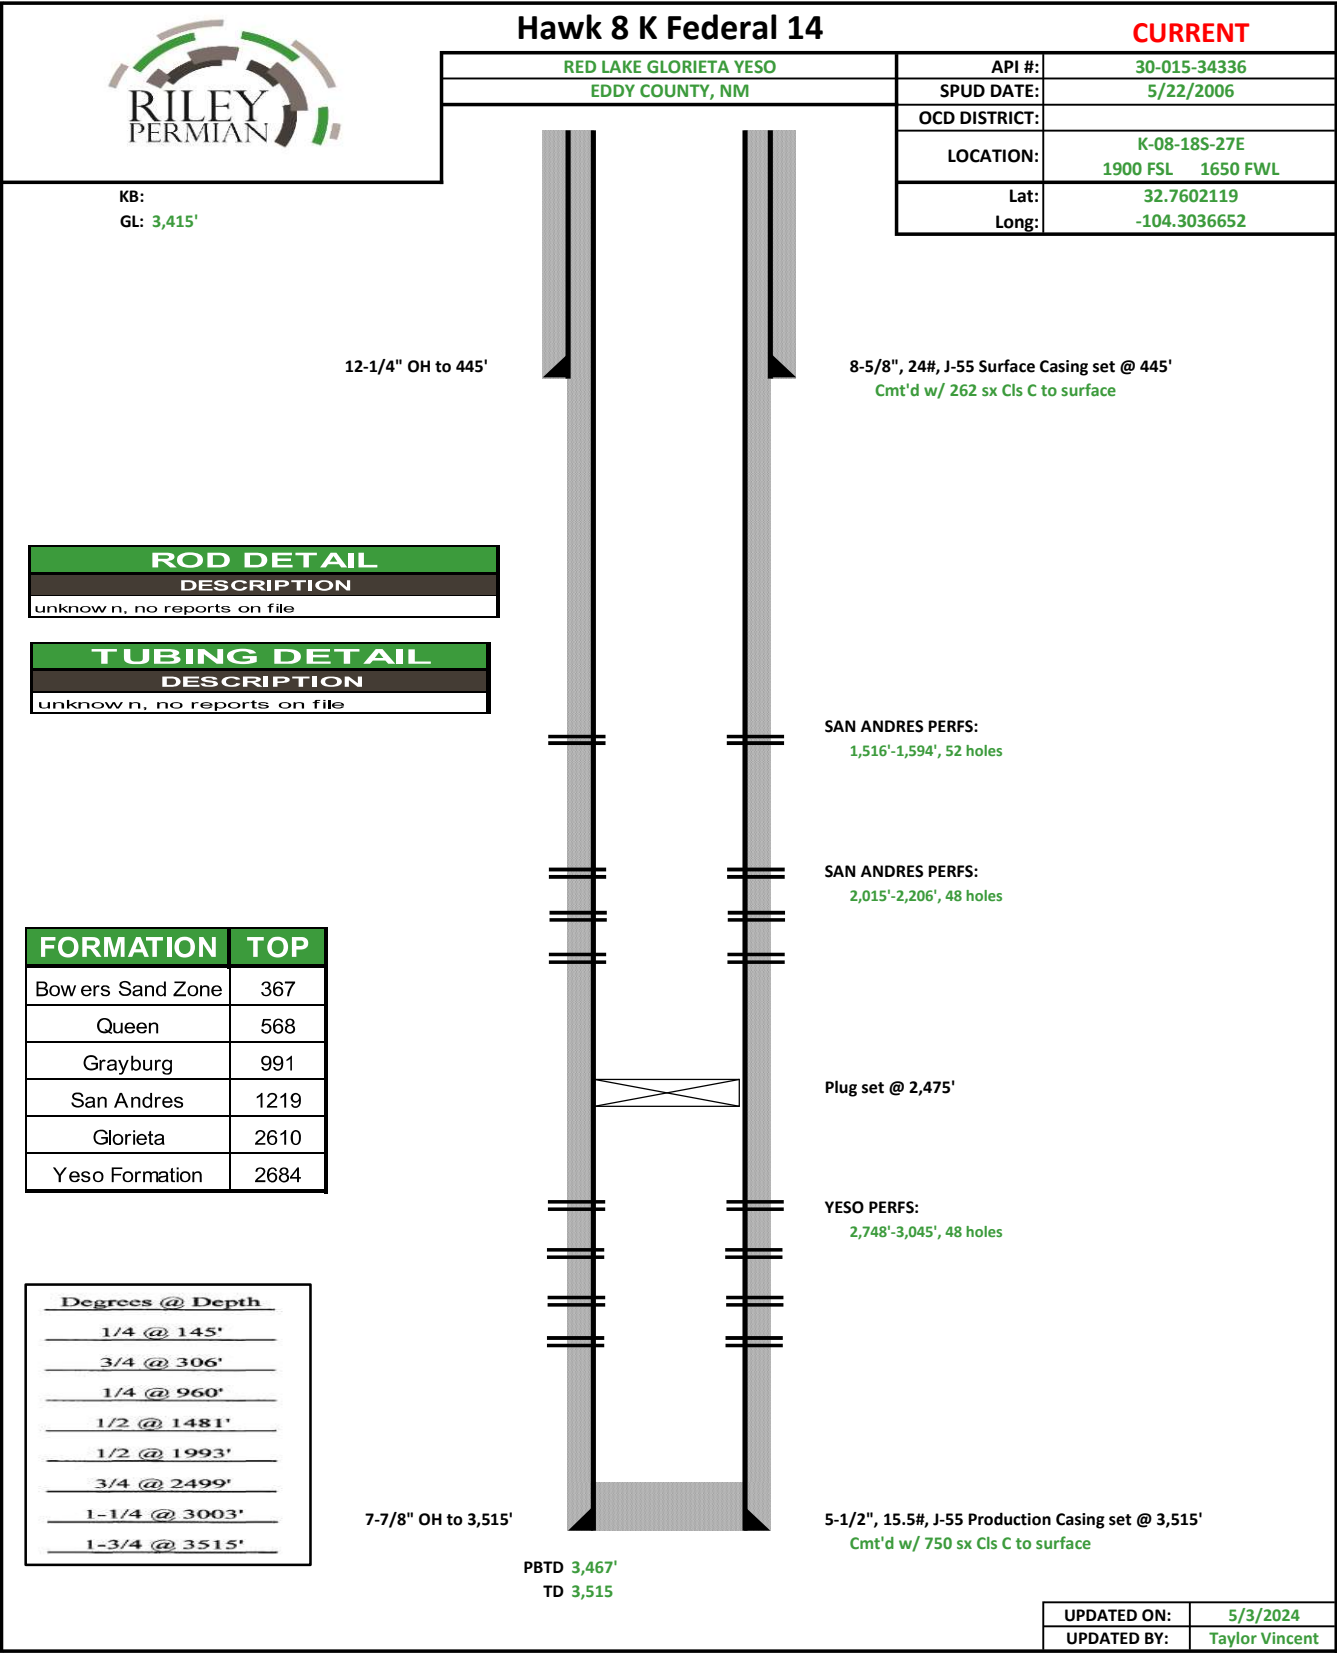 RILEY
PERMIAN
Hawk 8 K Federal 14
CURRENT
RED LAKE GLORIETA YESO
EDDY COUNTY, NM
API #: 30-015-34336
SPUD DATE: 5/22/2006
OCD DISTRICT:
LOCATION: K-08-18S-27E
1900 FSL 1650 FWL
Lat: 32.7602119
Long: -104.3036652
KB:
GL: 3,415'
12-1/4" OH to 445'
8-5/8", 24#, J-55 Surface Casing set @ 445'
Cmt'd w/ 262 sx Cls C to surface
ROD DETAIL
DESCRIPTION
unknown, no reports on file
TUBING DETAIL
DESCRIPTION
unknown, no reports on file
SAN ANDRES PERFS:
1,516'-1,594', 52 holes
SAN ANDRES PERFS:
2,015'-2,206', 48 holes
FORMATION TOP
Bowers Sand Zone 367
Queen 568
Grayburg 991
San Andres 1219
Glorieta 2610
Yeso Formation 2684
Plug set @ 2,475'
YESO PERFS:
2,748'-3,045', 48 holes
Degrees @ Depth
1/4 @ 145'
3/4 @ 306'
1/4 @ 960'
1/2 @ 1481'
1/2 @ 1993'
3/4 @ 2499'
1-1/4 @ 3003'
1-3/4 @ 3515'
7-7/8" OH to 3,515'
5-1/2", 15.5#, J-55 Production Casing set @ 3,515'
Cmt'd w/ 750 sx Cls C to surface
PBTD 3,467'
TD 3,515
UPDATED ON: 5/3/2024
UPDATED BY: Taylor Vincent